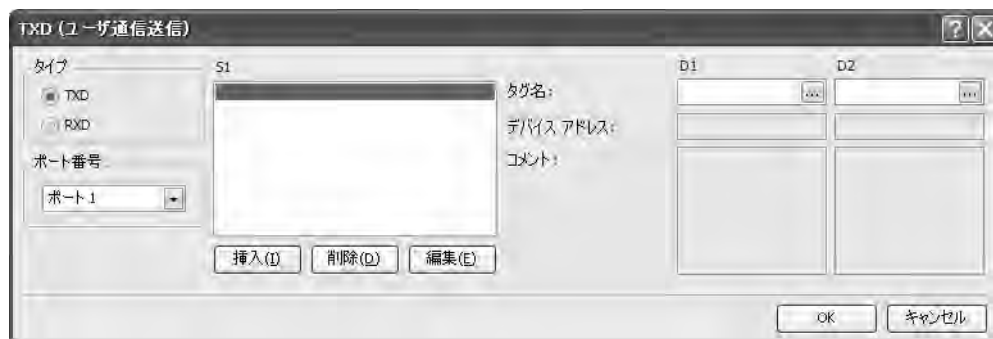 TXD (ユーザ通信送信)
タイプ
TXD
RXD
ポート番号
ポート 1
S1
挿入(I)
削除(D)
編集(E)
D1
D2
タグ名:
...
...
デバイス アドレス:
コメント:
OK
キャンセル